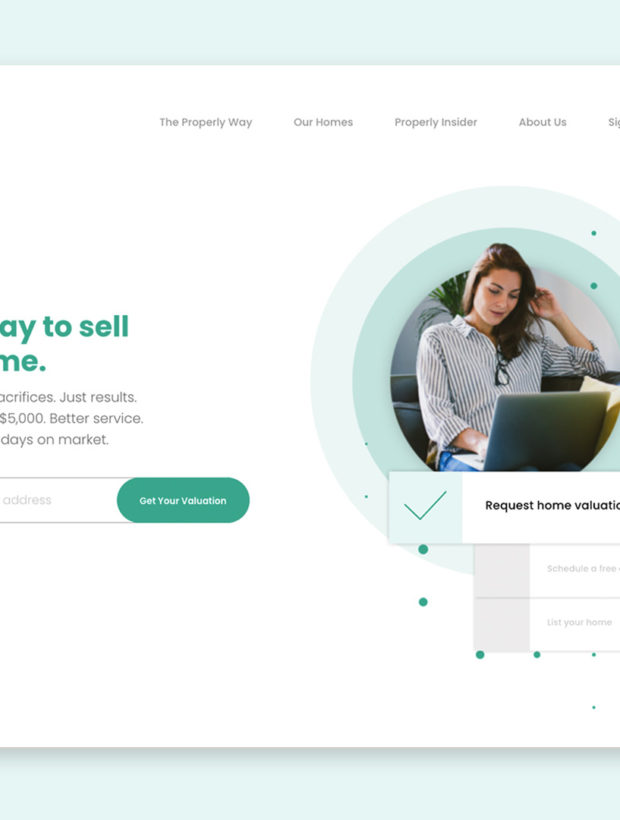 The Properly Way Our Homes Properly Insider About Us Sig
ay to sell
me.
acrifices. Just results.
$5,000. Better service.
days on market.
address
Get Your Valuation
Request home valuatio
Schedule a free
List your home